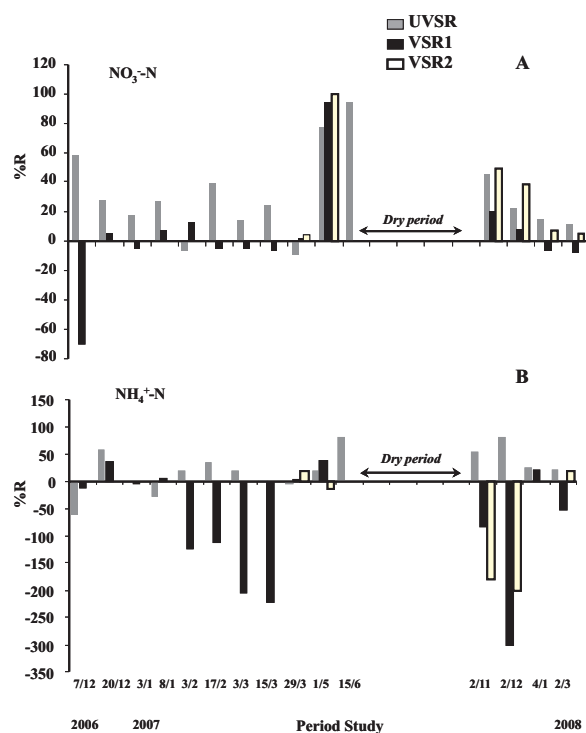 UVSR
VSR1
VSR2
NO₃⁻-N
A
%R
120
100
80
60
40
20
0
-20
-40
-60
-80
Dry period
NH₄⁺-N
B
%R
150
100
50
0
-50
-100
-150
-200
-250
-300
-350
Dry period
7/12 20/12 3/1 8/1 3/2 17/2 3/3 15/3 29/3 1/5 15/6 2/11 2/12 4/1 2/3
2006 2007 Period Study 2008